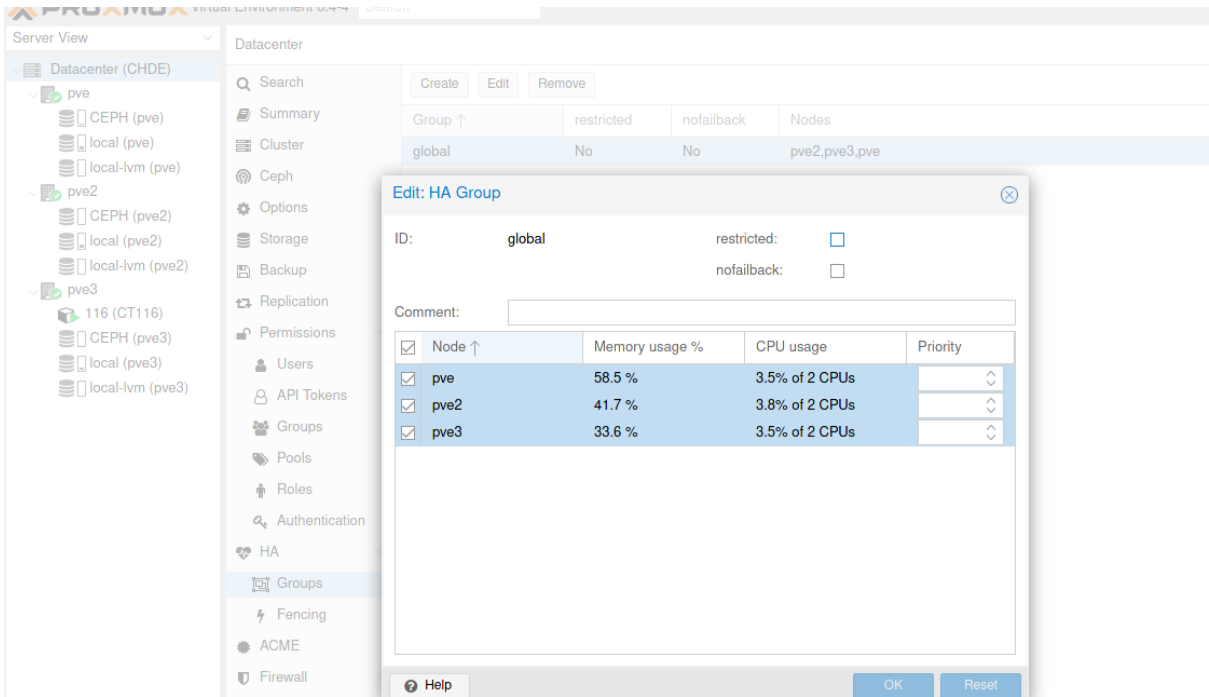 PROXMOX Virtual Environment 6.4-4 Search
Server View
Datacenter (CHDE)
pve
CEPH (pve)
local (pve)
local-lvm (pve)
pve2
CEPH (pve2)
local (pve2)
local-lvm (pve2)
pve3
116 (CT116)
CEPH (pve3)
local (pve3)
local-lvm (pve3)
Datacenter
Search
Summary
Cluster
Ceph
Options
Storage
Backup
Replication
Permissions
Users
API Tokens
Groups
Pools
Roles
Authentication
HA
Groups
Fencing
ACME
Firewall
Create Edit Remove
Group ↑ restricted nofailback Nodes
global No No pve2,pve3,pve
Edit: HA Group
ID: global restricted:
nofailback:
Comment:
Node ↑ Memory usage % CPU usage Priority
pve 58.5 % 3.5% of 2 CPUs
pve2 41.7 % 3.8% of 2 CPUs
pve3 33.6 % 3.5% of 2 CPUs
Help OK Reset